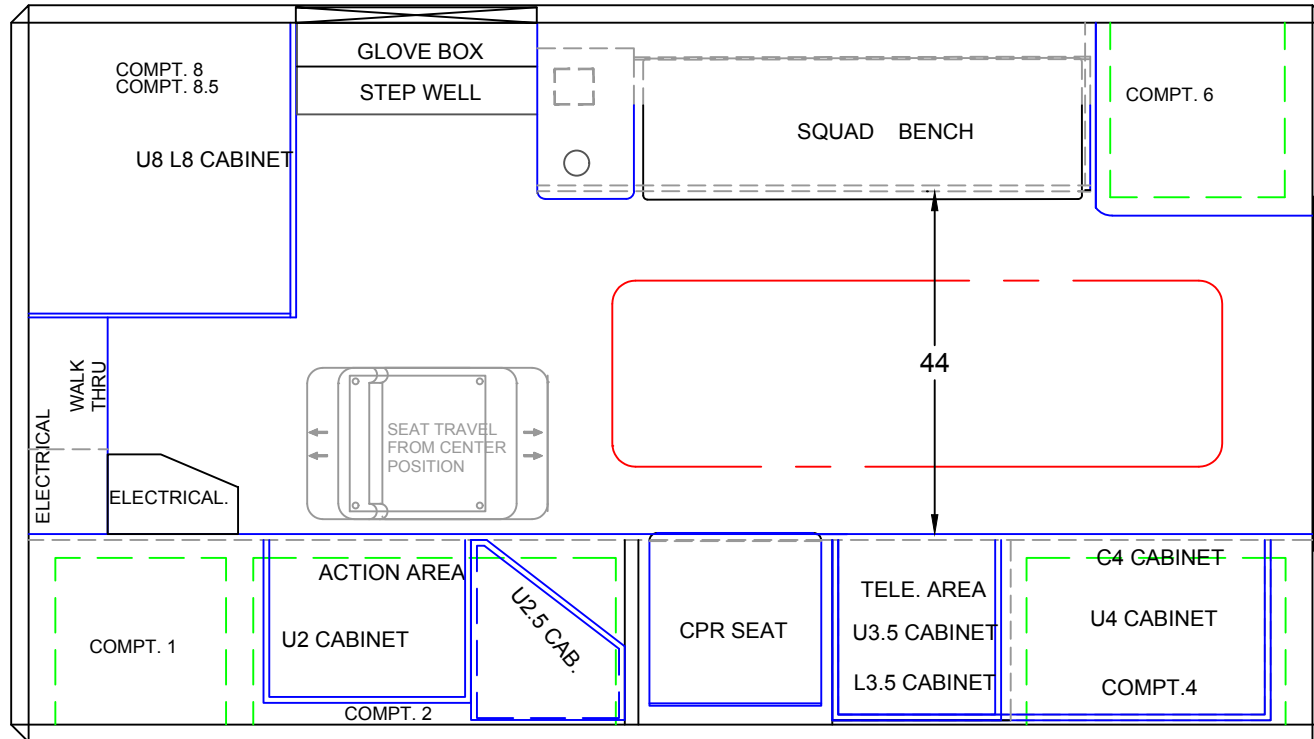 GLOVE BOX
STEP WELL
COMPT. 8
COMPT. 8.5
U8 L8 CABINET
SQUAD BENCH
COMPT. 6
44
WALK
THRU
ELECTRICAL
ELECTRICAL.
SEAT TRAVEL
FROM CENTER
POSITION
ACTION AREA
U2 CABINET
U2.5 CAB.
COMPT. 1
COMPT. 2
CPR SEAT
TELE. AREA
U3.5 CABINET
L3.5 CABINET
C4 CABINET
U4 CABINET
COMPT.4